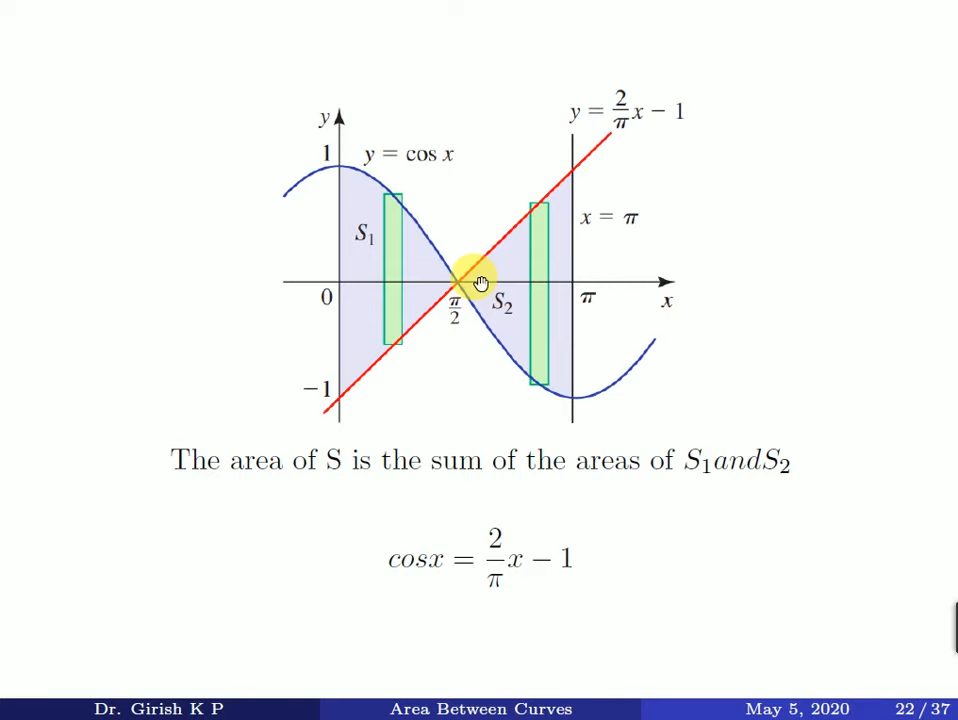 y = 2/π x − 1
y
1
y = cos x
S₁
x = π
0
π/2
S₂
π
x
−1
The area of S is the sum of the areas of S₁andS₂
cosx = 2/π x − 1
Dr. Girish K P
Area Between Curves
May 5, 2020
22 / 37